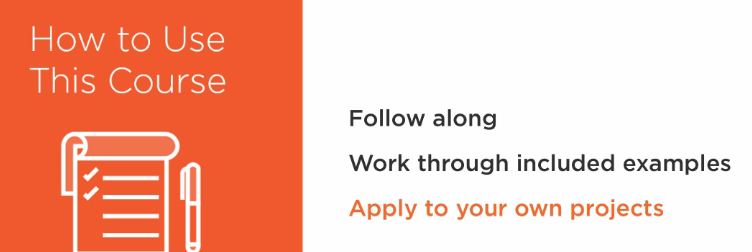 How to Use
This Course
Follow along
Work through included examples
Apply to your own projects